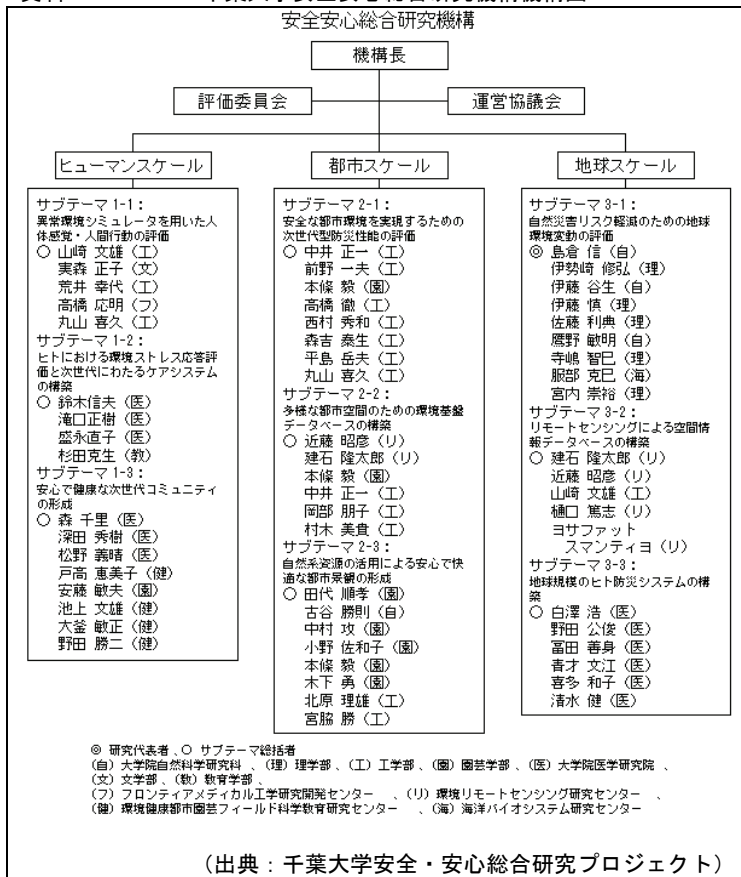 安全安心総合研究機構
機構長
評価委員会
運営協議会
ヒューマンスケール
サブテーマ 1-1：
異常環境シミュレータを用いた人
体感覚・人間行動の評価
○ 山崎 文雄（工）
実森 正子（文）
荒井 幸代（工）
高橋 応明（フ）
丸山 喜久（工）
サブテーマ 1-2：
ヒトにおける環境ストレス応答評
価と次世代にわたるケアシステム
の構築
○ 鈴木信夫（医）
滝口正樹（医）
盛永直子（医）
杉田克生（教）
サブテーマ 1-3：
安心で健康な次世代コミュニティ
の形成
○ 森 千里（医）
深田 秀樹（医）
松野 義晴（医）
戸高 恵美子（健）
安藤 敏夫（園）
池上 文雄（健）
大釜 敏正（健）
野田 勝二（健）
都市スケール
サブテーマ 2-1：
安全な都市環境を実現するための
次世代型防災性能の評価
○ 中井 正一（工）
前野 一夫（工）
本條 毅（園）
高橋 徹（工）
西村 秀和（工）
森吉 泰生（工）
平島 岳夫（工）
丸山 喜久（工）
サブテーマ 2-2：
多様な都市空間のための環境基盤
データベースの構築
○ 近藤 昭彦（リ）
建石 隆太郎（リ）
本條 毅（園）
中井 正一（工）
岡部 朋子（工）
村木 美貴（工）
サブテーマ 2-3：
自然系資源の活用による安心で快
適な都市景観の形成
○ 田代 順孝（園）
古谷 勝則（自）
中村 攻（園）
小野 佐和子（園）
本條 毅（園）
木下 勇（園）
北原 理雄（工）
宮脇 勝（工）
地球スケール
サブテーマ 3-1：
自然災害リスク軽減のための地球
環境変動の評価
◎ 島倉 信（自）
伊勢崎 修弘（理）
伊藤 谷生（自）
伊藤 慎（理）
佐藤 利典（理）
鷹野 敏明（自）
寺嶋 智巳（理）
服部 克巳（海）
宮内 崇裕（理）
サブテーマ 3-2：
リモートセンシングによる空間情
報データベースの構築
○ 建石 隆太郎（リ）
近藤 昭彦（リ）
山崎 文雄（工）
樋口 篤志（リ）
ヨサファット
スマンティヨ（リ）
サブテーマ 3-3：
地球規模のヒト防災システムの構
築
○ 白澤 浩（医）
野田 公俊（医）
冨田 善身（医）
青才 文江（医）
喜多 和子（医）
清水 健（医）
◎ 研究代表者、○ サブテーマ総括者
（自）大学院自然科学研究科 、（理）理学部、（工）工学部、（園）園芸学部、（医）大学院医学研究院 、
（文）文学部、（教）教育学部、
（フ）フロンティアメディカル工学研究開発センター 、（リ）環境リモートセンシング研究センター 、
（健）環境健康都市園芸フィールド科学教育研究センター 、（海）海洋バイオシステム研究センター
（出典：千葉大学安全・安心総合研究プロジェクト）